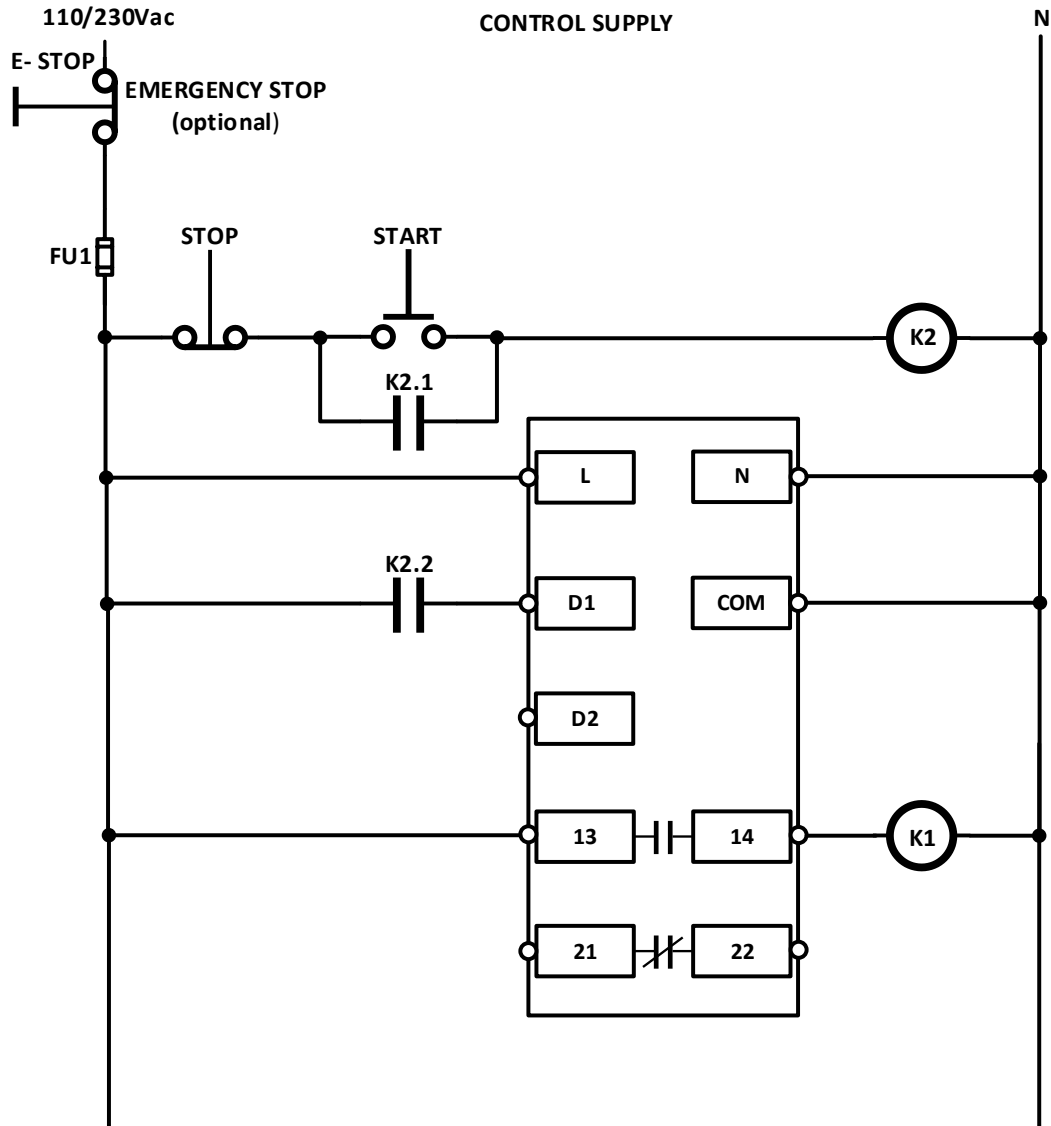 110/230Vac
CONTROL SUPPLY
N
E- STOP
EMERGENCY STOP
(optional)
FU1
STOP
START
K2
K2.1
L
N
K2.2
D1
COM
D2
13
14
K1
21
22